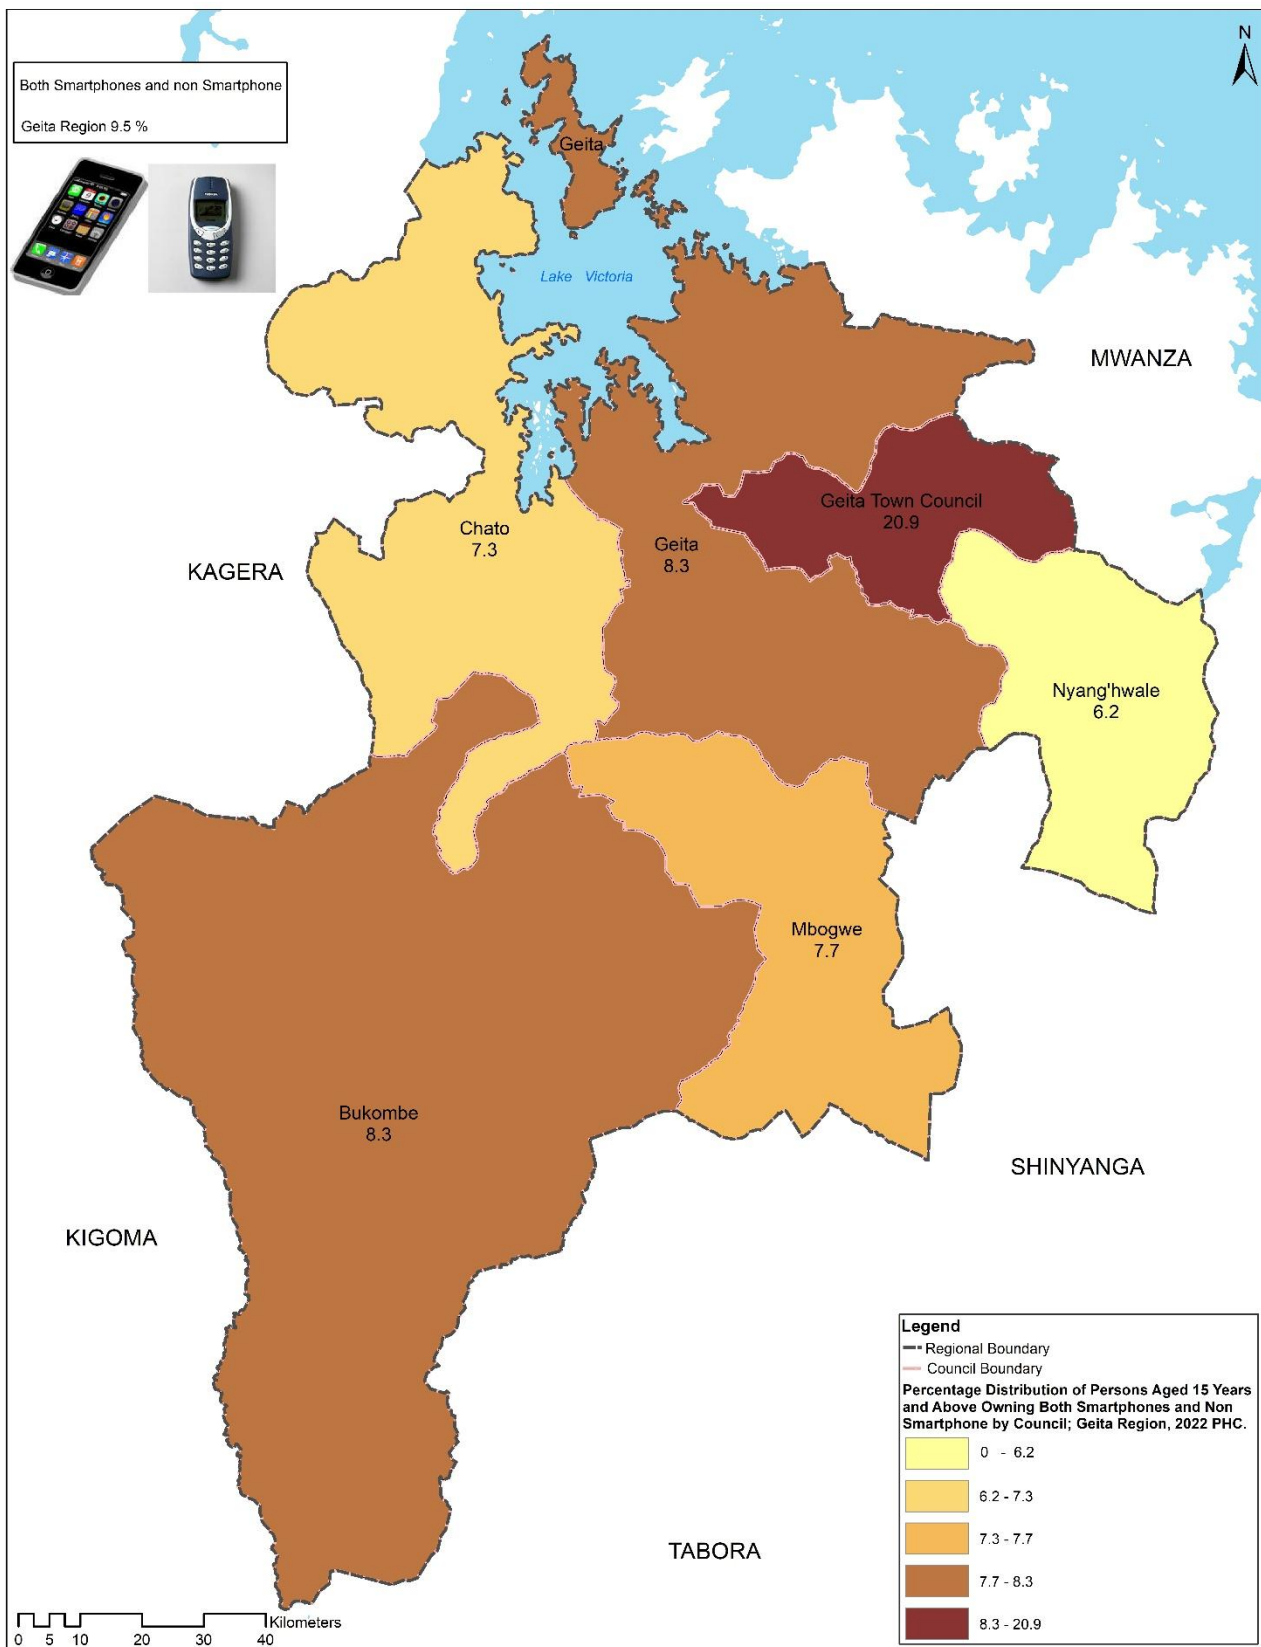 N
Both Smartphones and non Smartphone
Geita Region 9.5 %
Geita
Lake Victoria
MWANZA
Geita Town Council
20.9
Chato
7.3
Geita
8.3
KAGERA
Nyang'hwale
6.2
Mbogwe
7.7
Bukombe
8.3
SHINYANGA
KIGOMA
TABORA
Legend
Regional Boundary
Council Boundary
Percentage Distribution of Persons Aged 15 Years
and Above Owning Both Smartphones and Non
Smartphone by Council; Geita Region, 2022 PHC.
0 - 6.2
6.2 - 7.3
7.3 - 7.7
7.7 - 8.3
8.3 - 20.9
Kilometers
0 5 10 20 30 40